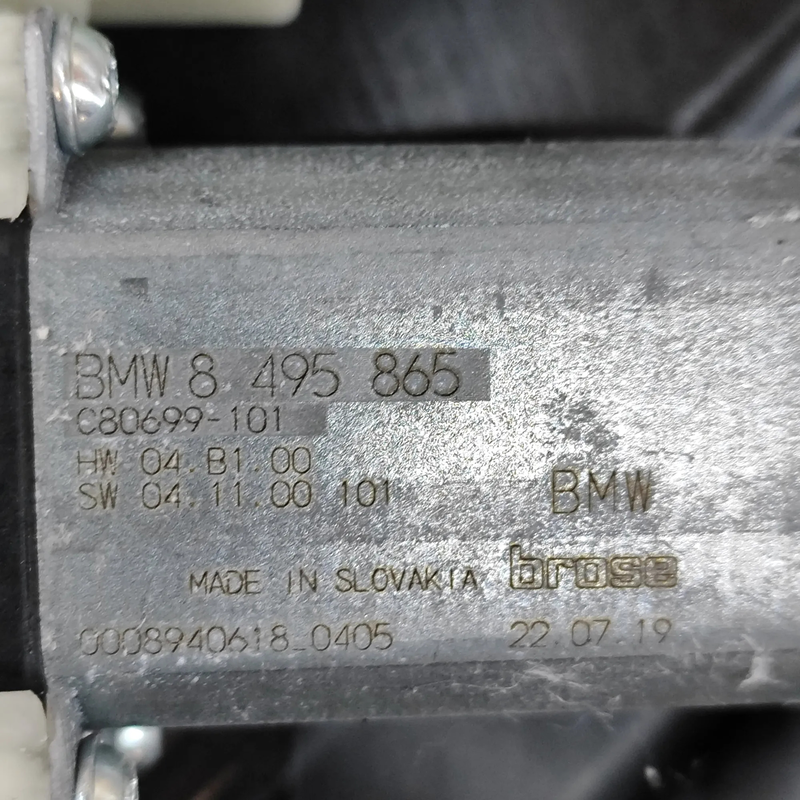 BMW 8 495 865
C80699-101
HW 04.B1.00
SW 04.11.00 101
BMW
MADE IN SLOVAKIA brose
0008940618_0405 22.07.19